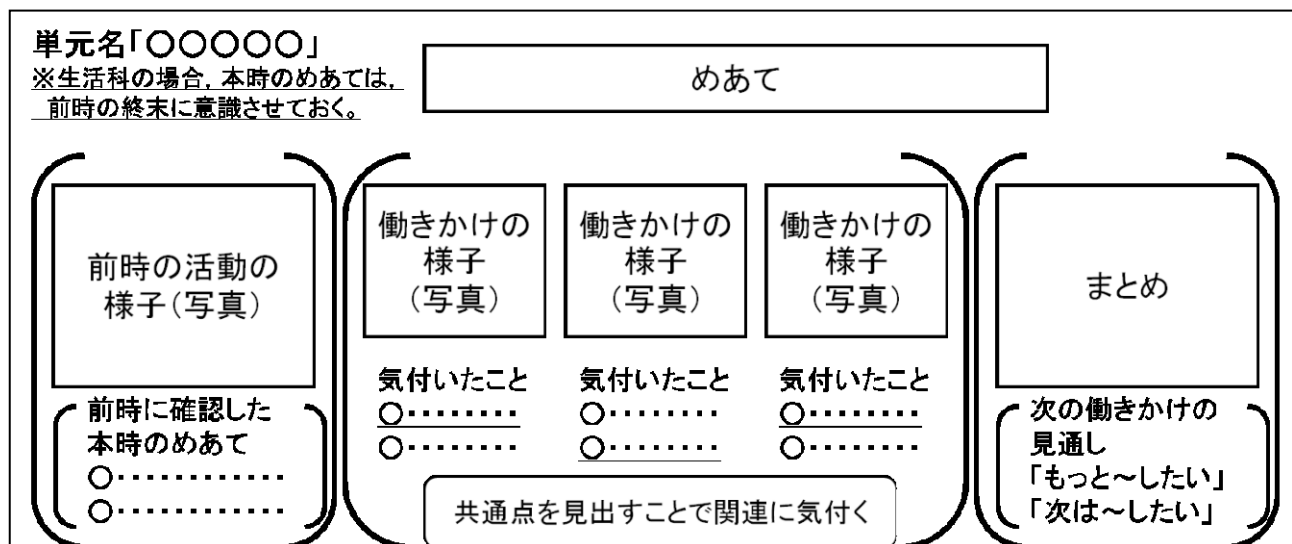 単元名「○○○○○」
※生活科の場合，本時のめあては，
前時の終末に意識させておく。
めあて
前時の活動の
様子（写真）
前時に確認した
本時のめあて
○・・・・・・・・・・・・
○・・・・・・・・・・・・
働きかけの
様子
（写真）
気付いたこと
○・・・・・・・・
○・・・・・・・・
働きかけの
様子
（写真）
気付いたこと
○・・・・・・・・
○・・・・・・・・
働きかけの
様子
（写真）
気付いたこと
○・・・・・・・・
○・・・・・・・・
共通点を見出すことで関連に気付く
まとめ
次の働きかけの
見通し
「もっと～したい」
「次は～したい」